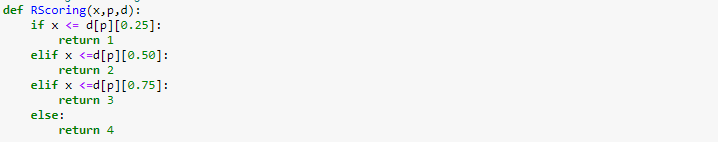 def RScoring(x,p,d):
    if x <= d[p][0.25]:
        return 1
    elif x <=d[p][0.50]:
        return 2
    elif x <=d[p][0.75]:
        return 3
    else:
        return 4